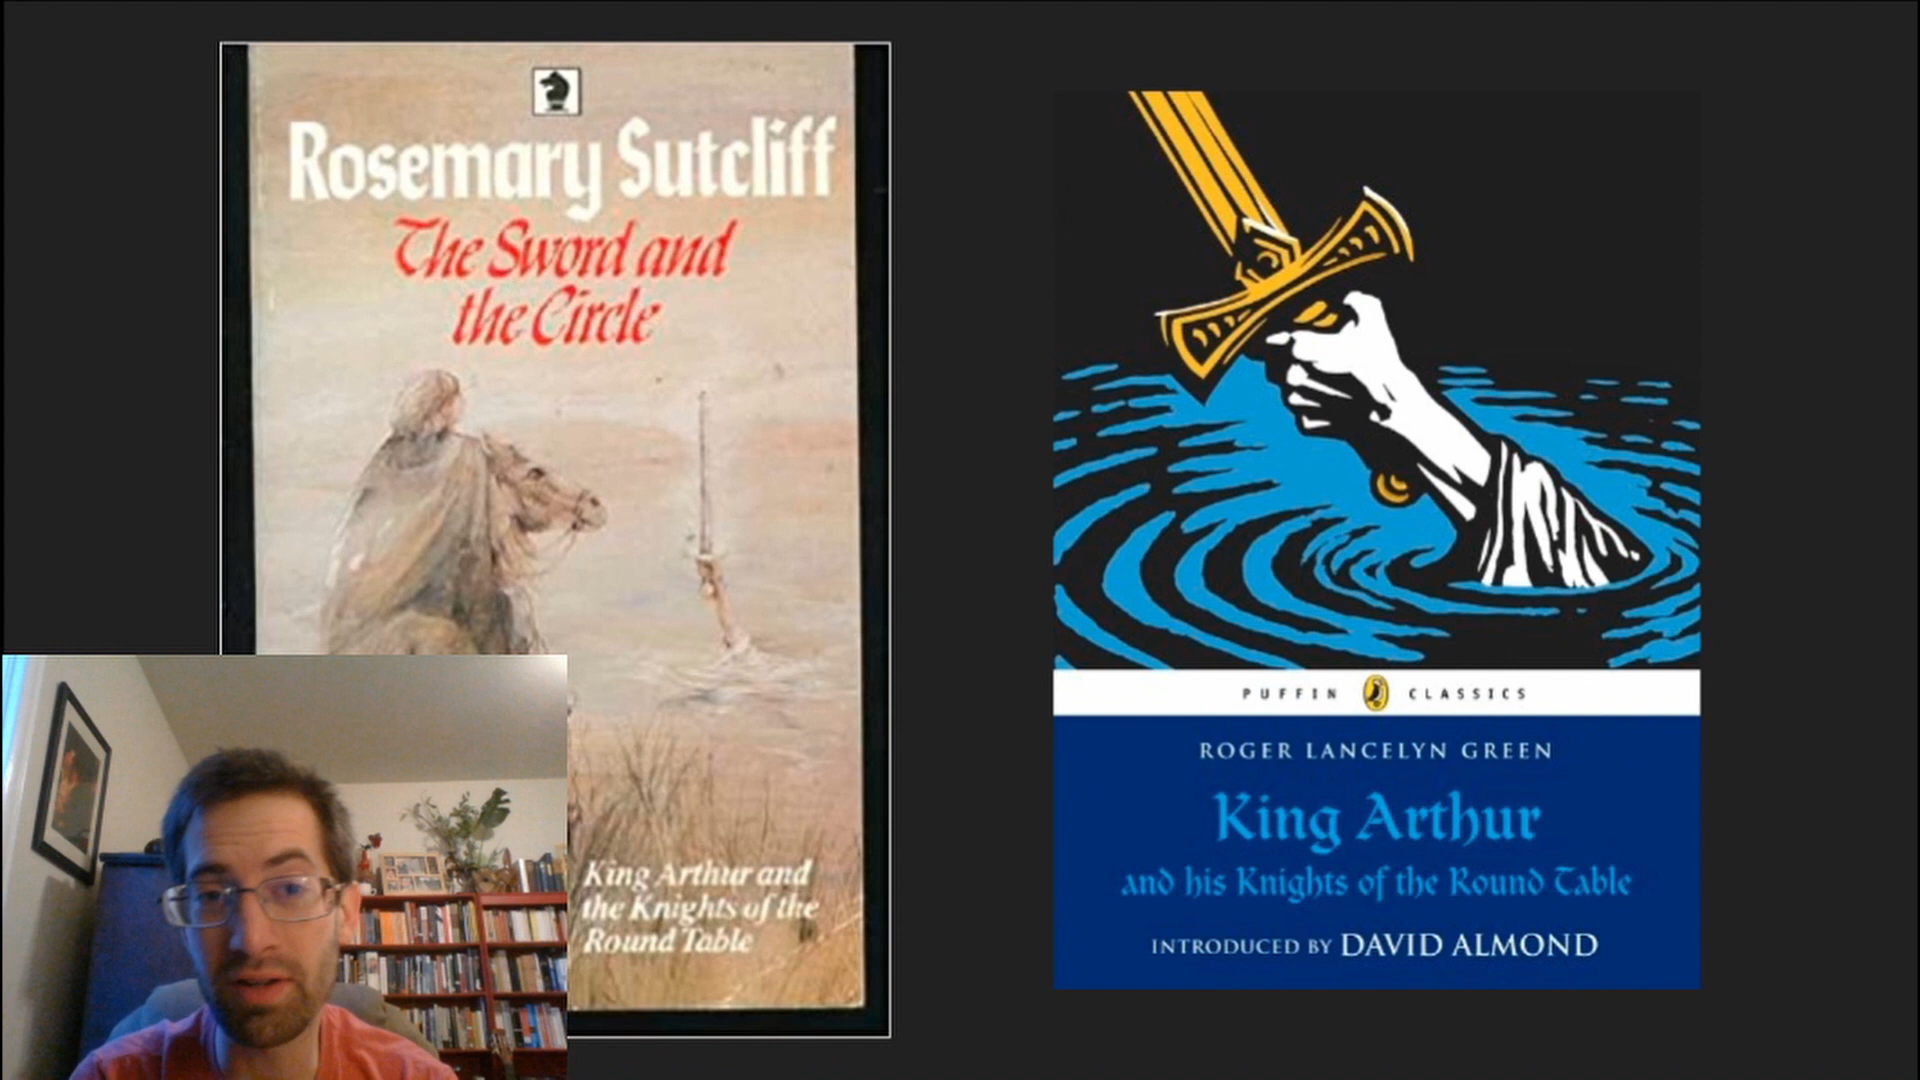 Rosemary Sutcliff
The Sword and
the Circle
King Arthur and
the Knights of the
Round Table
PUFFIN CLASSICS
ROGER LANCELYN GREEN
King Arthur
and his Knights of the Round Table
INTRODUCED BY DAVID ALMOND